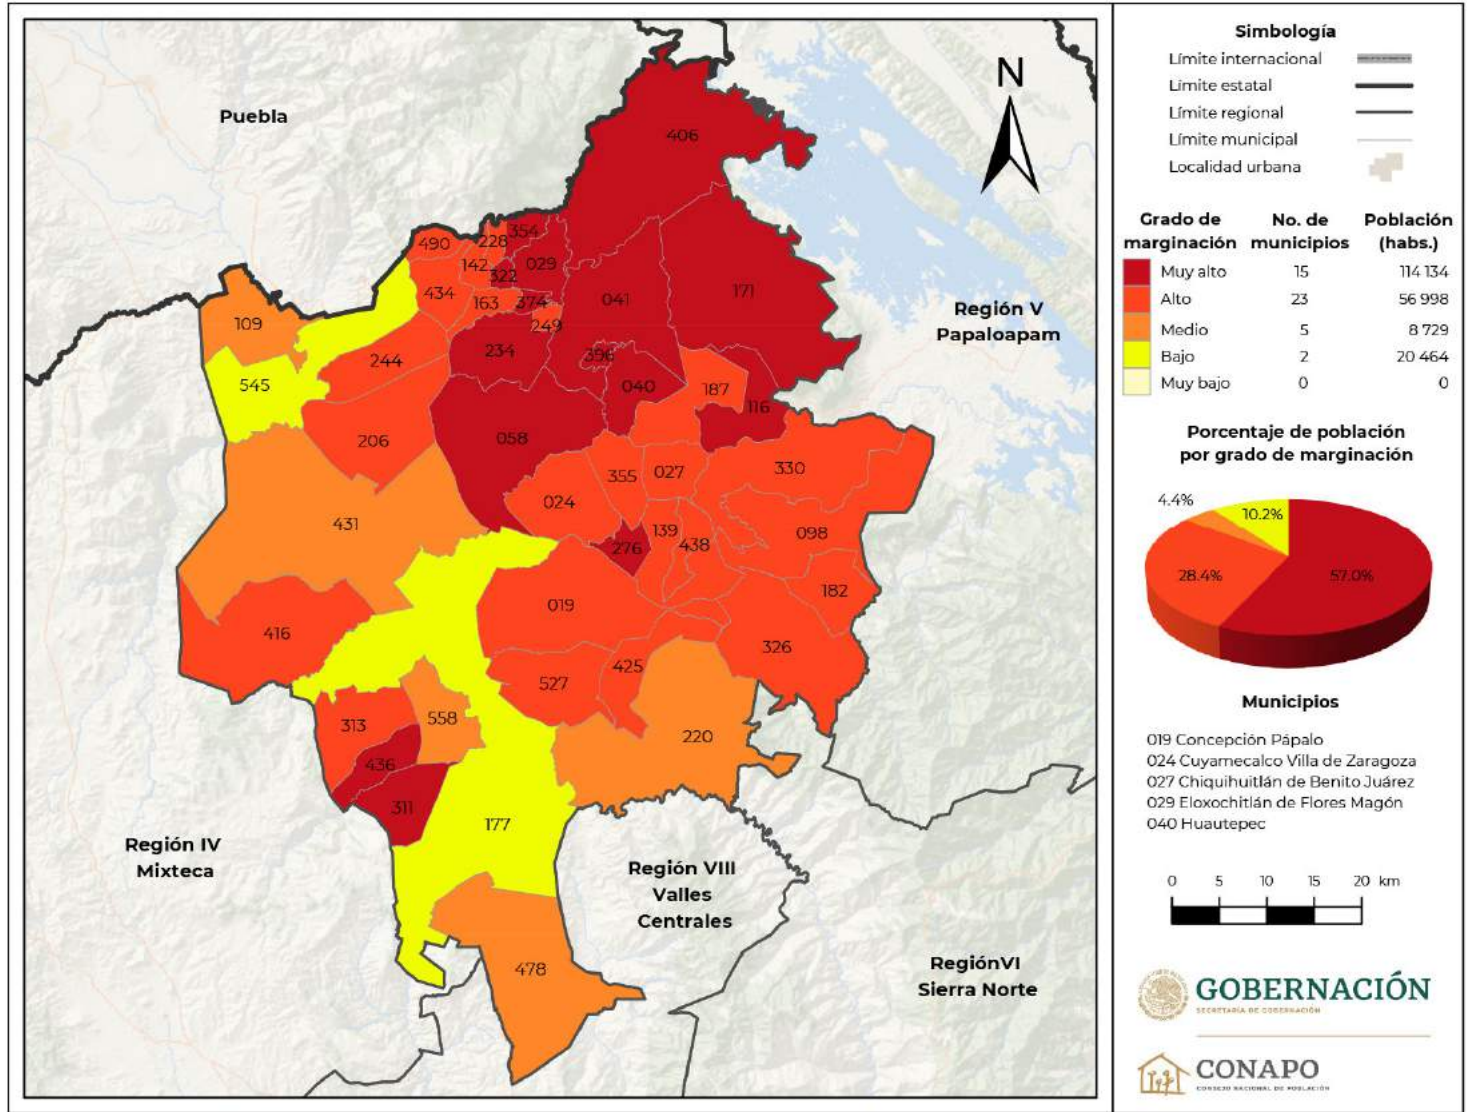 Puebla
N
406
354
228
490
142
029
322
434
163
374
041
171
249
109
234
396
244
Región V
Papaloapam
545
040
187
116
206
058
330
355
027
024
431
139
098
438
276
182
019
416
326
425
527
313
558
220
436
311
177
Región IV
Mixteca
Región VIII
Valles
Centrales
478
RegiónVI
Sierra Norte
Simbología
Límite internacional
Límite estatal
Límite regional
Límite municipal
Localidad urbana
Grado de marginación No. de municipios Población (habs.)
Muy alto 15 114 134
Alto 23 56 998
Medio 5 8 729
Bajo 2 20 464
Muy bajo 0 0
Porcentaje de población
por grado de marginación
4.4%
10.2%
28.4%
57.0%
Municipios
019 Concepción Pápalo
024 Cuyamecalco Villa de Zaragoza
027 Chiquihuitlán de Benito Juárez
029 Eloxochitlán de Flores Magón
040 Huautepec
0 5 10 15 20 km
GOBERNACIÓN
SECRETARÍA DE GOBERNACIÓN
CONAPO
CONSEJO NACIONAL DE POBLACIÓN